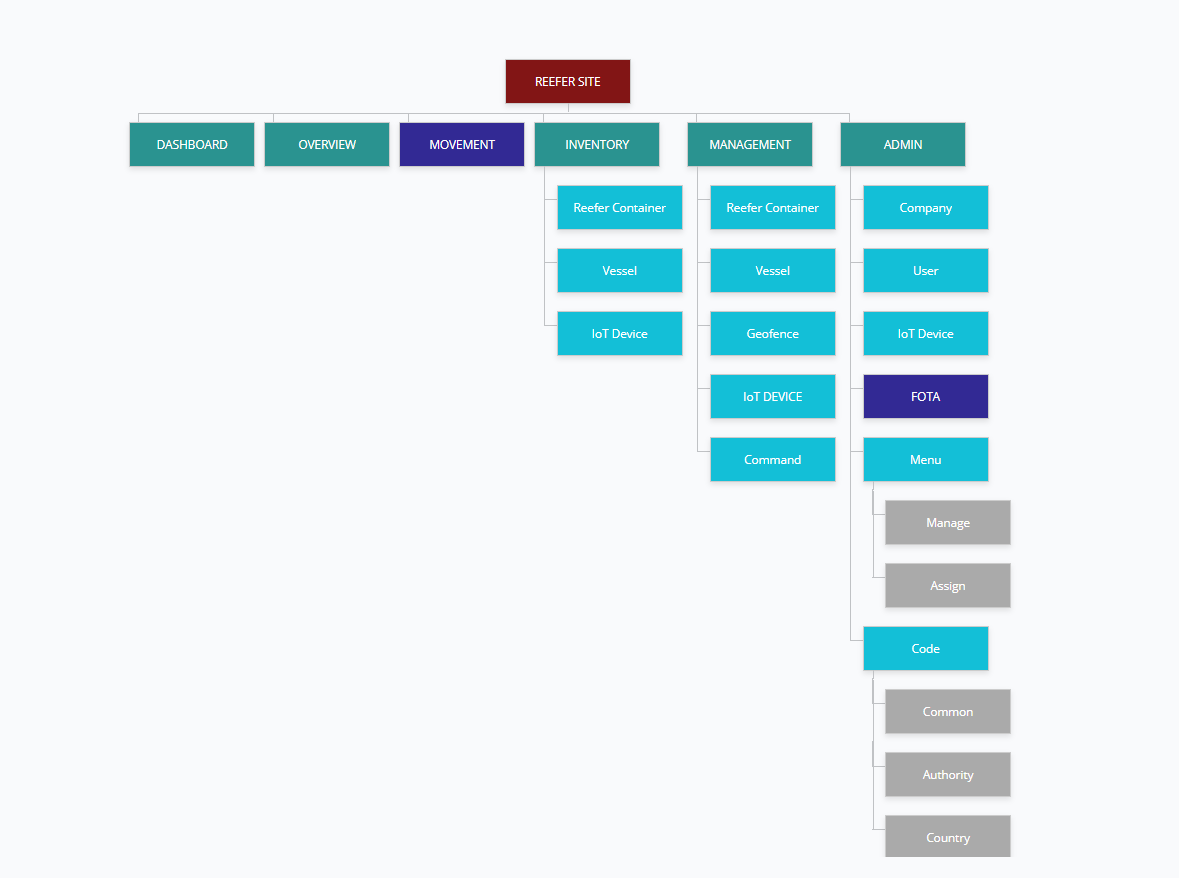 REEFER SITE
DASHBOARD
OVERVIEW
MOVEMENT
INVENTORY
MANAGEMENT
ADMIN
Reefer Container
Vessel
IoT Device
Reefer Container
Vessel
Geofence
IoT DEVICE
Command
Company
User
IoT Device
FOTA
Menu
Manage
Assign
Code
Common
Authority
Country